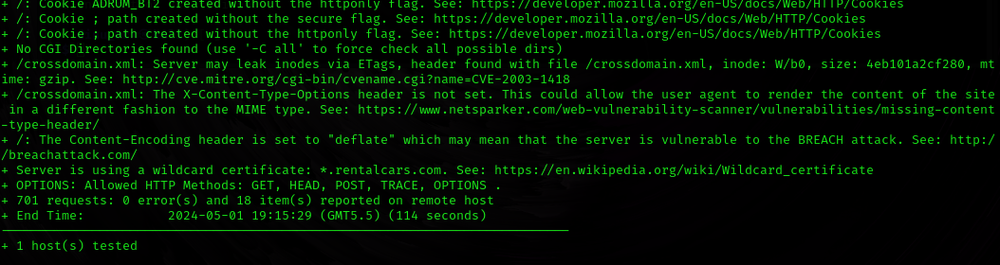 + /: Cookie ADRUM_BT2 created without the httponly flag. See: https://developer.mozilla.org/en-US/docs/Web/HTTP/Cookies
+ /: Cookie ; path created without the secure flag. See: https://developer.mozilla.org/en-US/docs/Web/HTTP/Cookies
+ /: Cookie ; path created without the httponly flag. See: https://developer.mozilla.org/en-US/docs/Web/HTTP/Cookies
+ No CGI Directories found (use '-C all' to force check all possible dirs)
+ /crossdomain.xml: Server may leak inodes via ETags, header found with file /crossdomain.xml, inode: W/b0, size: 4eb101a2cf280, mt
ime: gzip. See: http://cve.mitre.org/cgi-bin/cvename.cgi?name=CVE-2003-1418
+ /crossdomain.xml: The X-Content-Type-Options header is not set. This could allow the user agent to render the content of the site
 in a different fashion to the MIME type. See: https://www.netsparker.com/web-vulnerability-scanner/vulnerabilities/missing-content
-type-header/
+ /: The Content-Encoding header is set to "deflate" which may mean that the server is vulnerable to the BREACH attack. See: http:/
/breachattack.com/
+ Server is using a wildcard certificate: *.rentalcars.com. See: https://en.wikipedia.org/wiki/Wildcard_certificate
+ OPTIONS: Allowed HTTP Methods: GET, HEAD, POST, TRACE, OPTIONS .
+ 701 requests: 0 error(s) and 18 item(s) reported on remote host
+ End Time:           2024-05-01 19:15:29 (GMT5.5) (114 seconds)
---------------------------------------------------------------------------
+ 1 host(s) tested